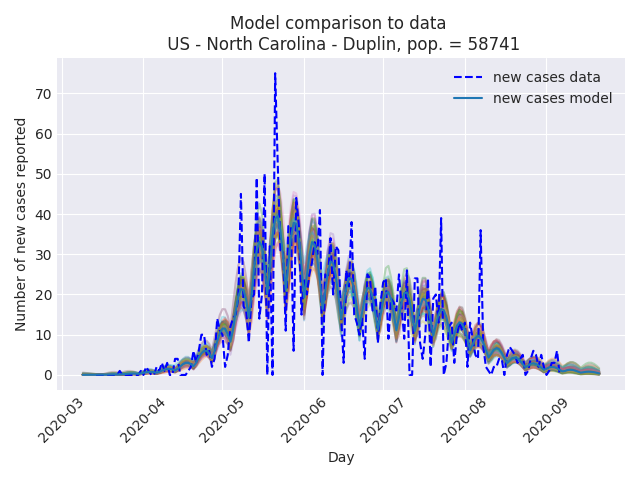 Model comparison to data
US - North Carolina - Duplin, pop. = 58741
new cases data
new cases model
Number of new cases reported
70
60
50
40
30
20
10
0
2020-03
2020-04
2020-05
2020-06
2020-07
2020-08
2020-09
Day